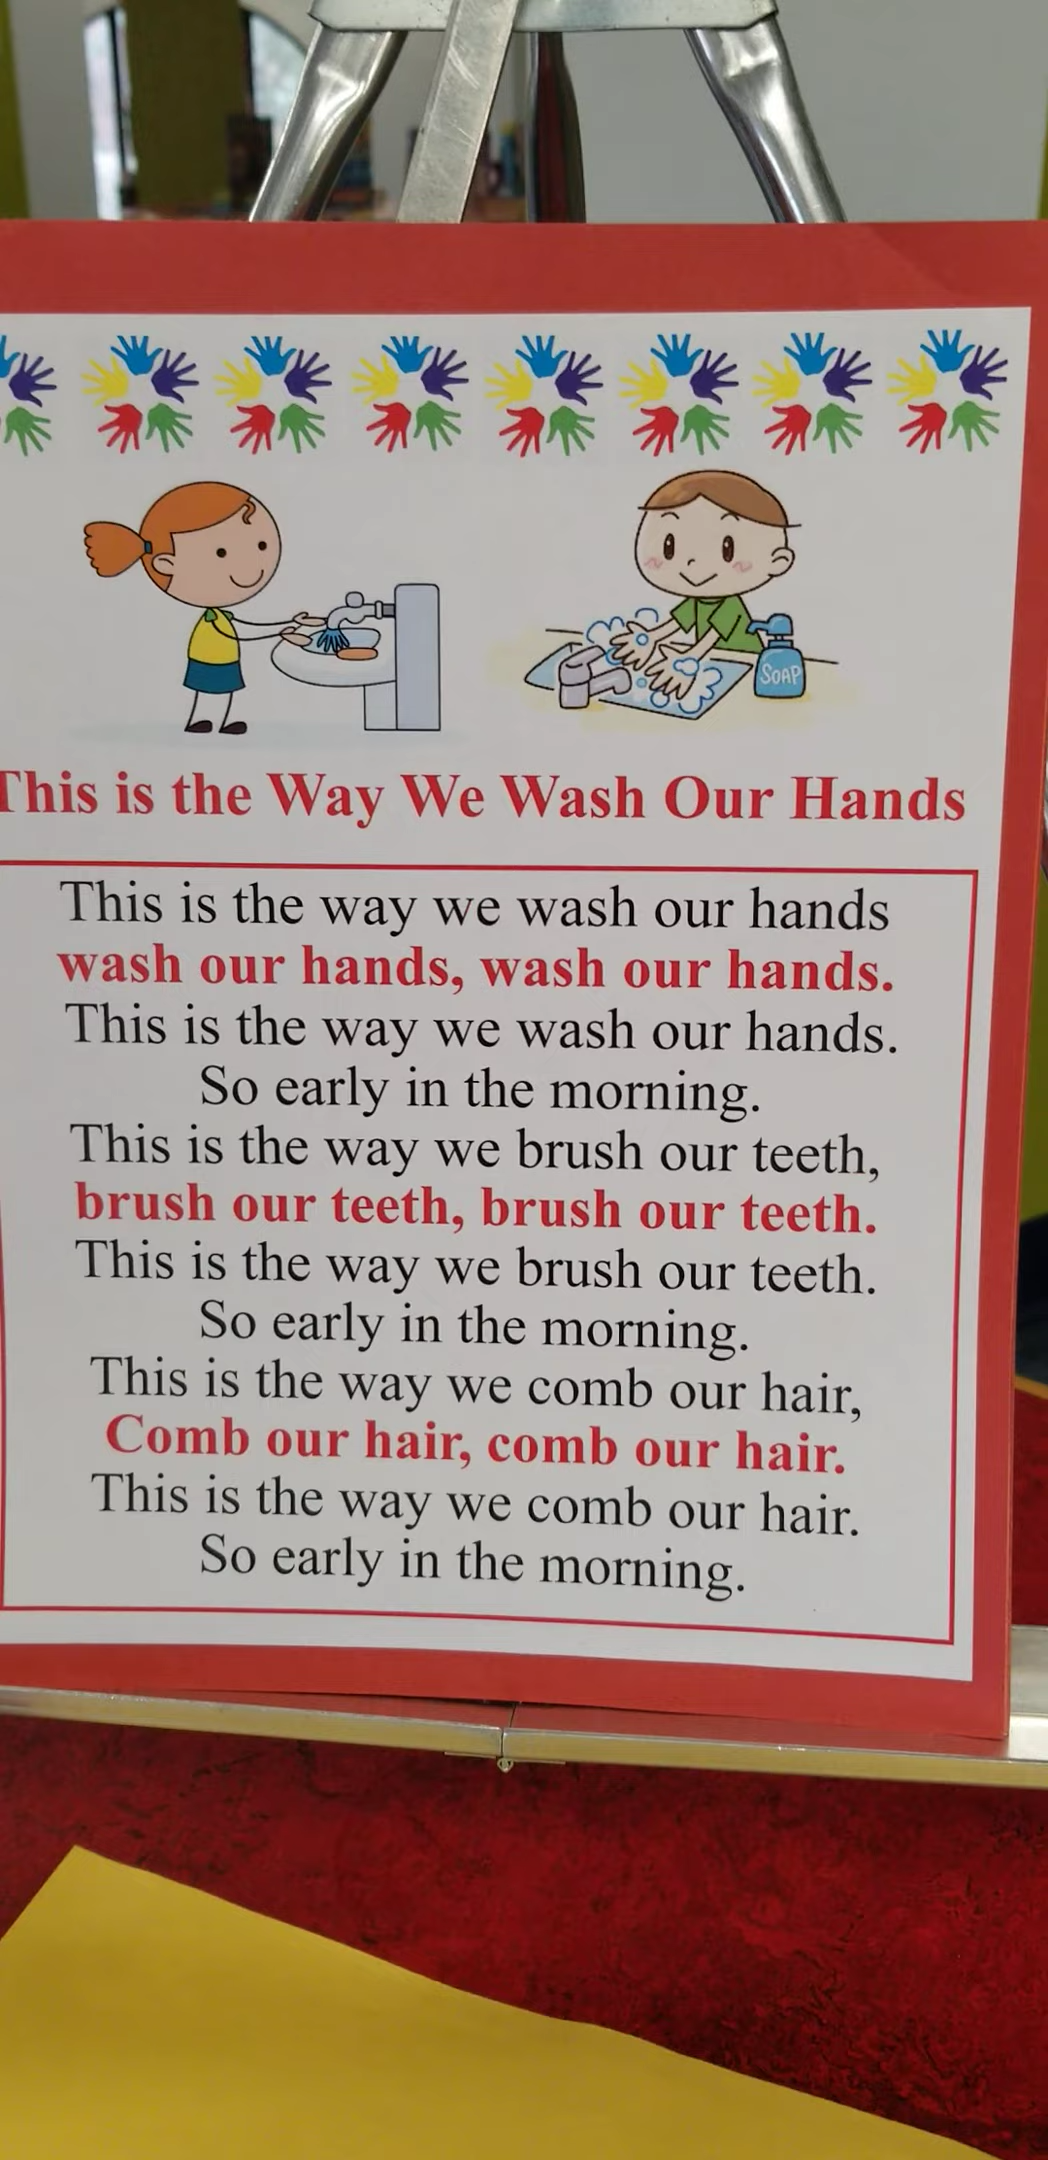 SOAP
This is the Way We Wash Our Hands
This is the way we wash our hands
wash our hands, wash our hands.
This is the way we wash our hands.
So early in the morning.
This is the way we brush our teeth,
brush our teeth, brush our teeth.
This is the way we brush our teeth.
So early in the morning.
This is the way we comb our hair,
Comb our hair, comb our hair.
This is the way we comb our hair.
So early in the morning.